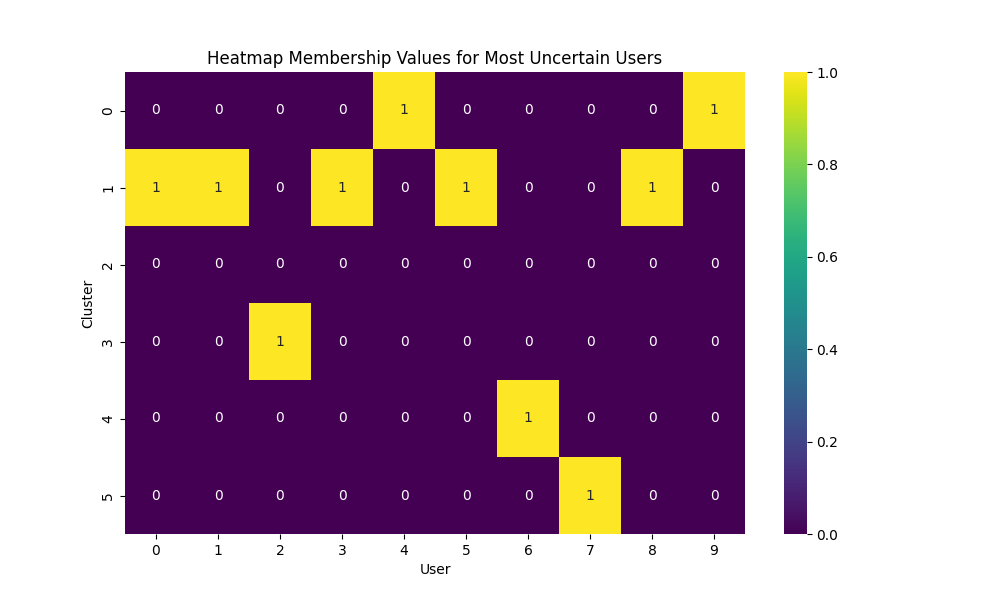 Heatmap Membership Values for Most Uncertain Users
0 0 0 0 0 1 0 0 0 0 1 1.0
1 1 1 0 1 0 1 0 0 1 0 0.8
2 0 0 0 0 0 0 0 0 0 0 0.6
Cluster
3 0 0 1 0 0 0 0 0 0 0 0.4
4 0 0 0 0 0 0 1 0 0 0 0.2
5 0 0 0 0 0 0 0 1 0 0 0.0
0 1 2 3 4 5 6 7 8 9
User